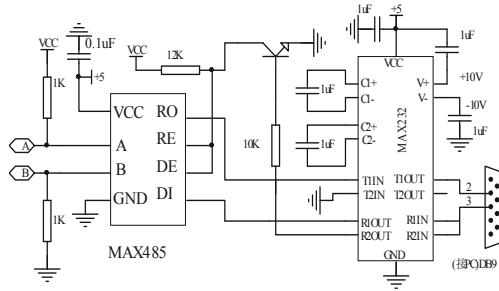 1uF
+5
1uF
VCC
0.1uF
VCC
12K
+5
1K
VCC
RO
A
RE
B
DE
GND
DI
A
B
1K
MAX485
10K
1uF
1uF
C1+
C1-
C2+
C2-
VCC
V+
V-
MAX232
+10V
-10V
1uF
T1IN
T2IN
T1OUT
T2OUT
R1OUT
R2OUT
R1IN
R2IN
GND
2
3
(接PC)DB9